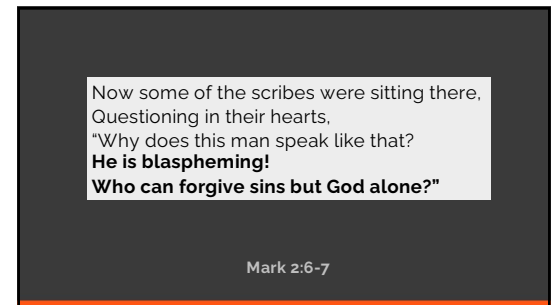 Now some of the scribes were sitting there,
Questioning in their hearts,
“Why does this man speak like that?
He is blaspheming!
Who can forgive sins but God alone?”
Mark 2:6-7